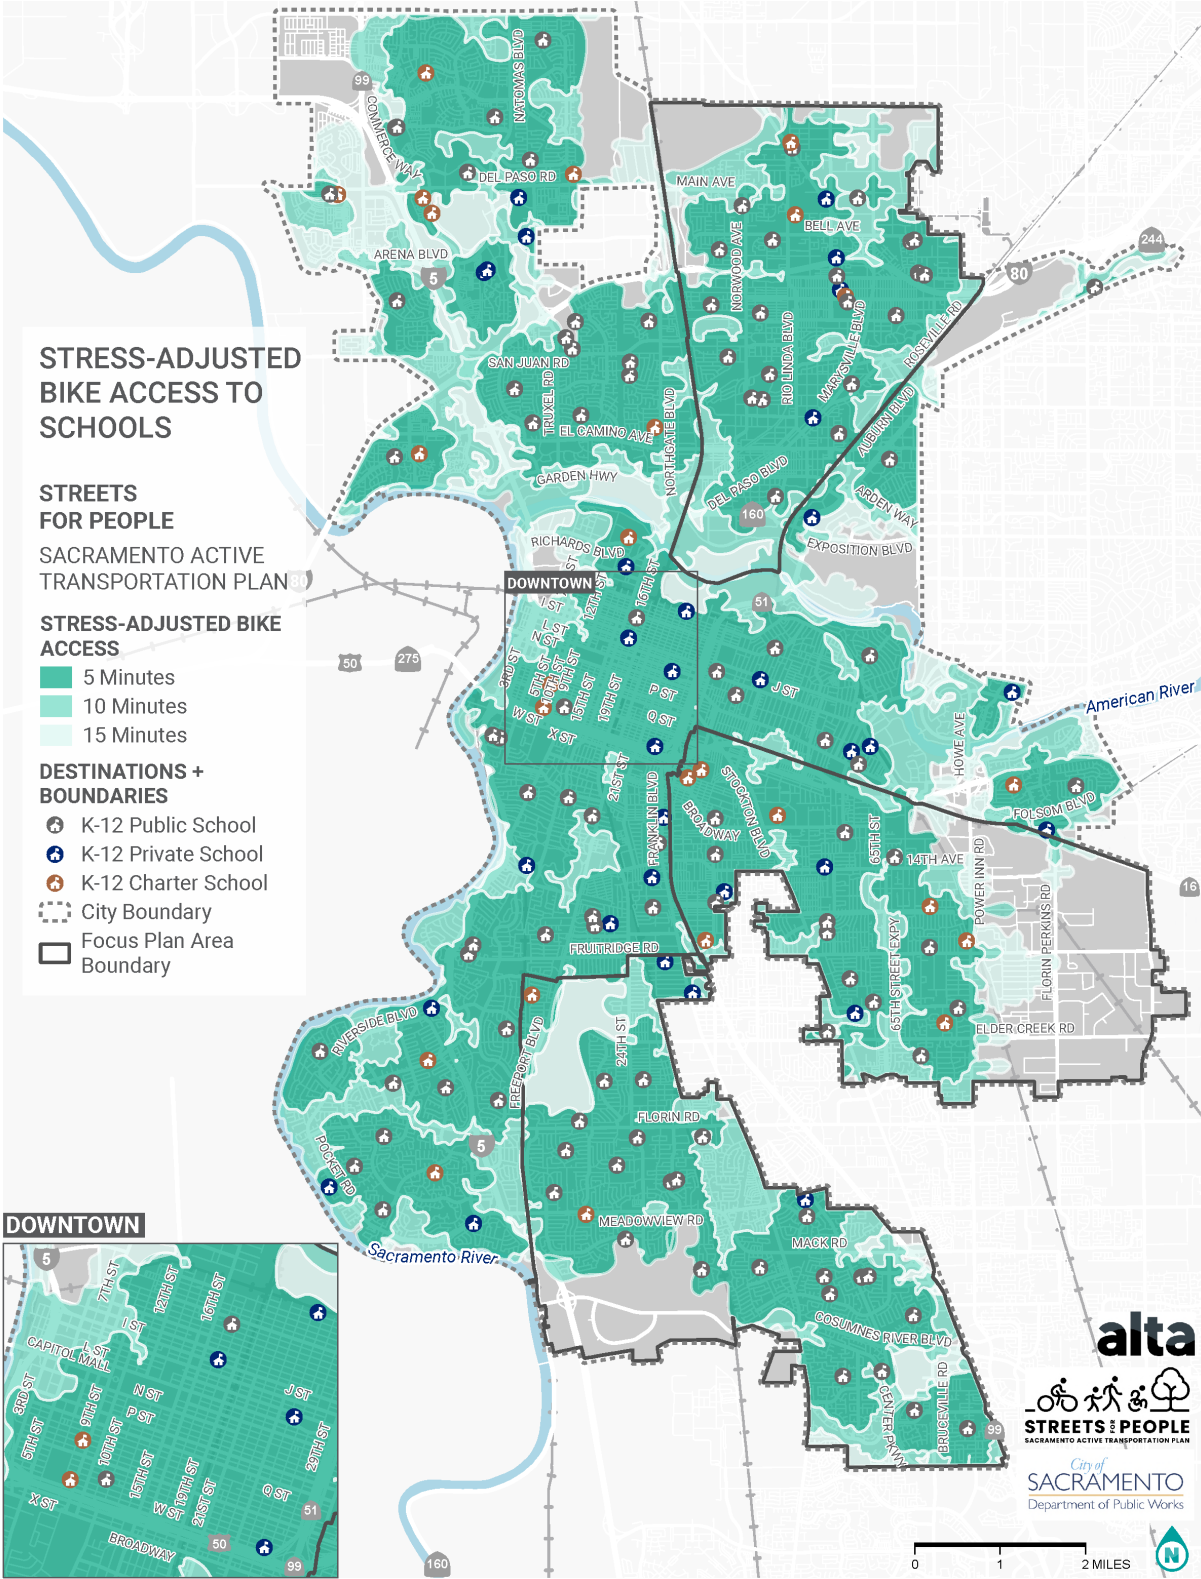 STRESS-ADJUSTED
BIKE ACCESS TO
SCHOOLS
STREETS
FOR PEOPLE
SACRAMENTO ACTIVE
TRANSPORTATION PLAN
STRESS-ADJUSTED BIKE
ACCESS
5 Minutes
10 Minutes
15 Minutes
DESTINATIONS +
BOUNDARIES
K-12 Public School
K-12 Private School
K-12 Charter School
City Boundary
Focus Plan Area
Boundary
99
COMMERCE WAY
NATOMAS BLVD
DEL PASO RD
ARENA BLVD
5
MAIN AVE
BELL AVE
NORWOOD AVE
RIO LINDA BLVD
MARYSVILLE BLVD
ROSEVILLE RD
80
244
SAN JUAN RD
TRUXEL RD
EL CAMINO AVE
NORTHGATE BLVD
AUBURN BLVD
GARDEN HWY
DEL PASO BLVD
160
ARDEN WAY
EXPOSITION BLVD
RICHARDS BLVD
80
DOWNTOWN
12TH ST
16TH ST
I ST
L ST
N ST
3RD ST
5TH ST
10TH ST
9TH ST
15TH ST
19TH ST
P ST
Q ST
W ST
X ST
J ST
51
50
275
American River
HOWE AVE
FOLSOM BLVD
21ST ST
FRANKLIN BLVD
STOCKTON BLVD
BROADWAY
65TH ST
14TH AVE
POWER INN RD
FLORIN PERKINS RD
16
FRUITRIDGE RD
65TH STREET EXPY
ELDER CREEK RD
RIVERSIDE BLVD
FREEPORT BLVD
24TH ST
FLORIN RD
5
POCKET RD
MEADOWVIEW RD
Sacramento River
MACK RD
COSUMNES RIVER BLVD
CENTER PKWY
BRUCEVILLE RD
99
160
DOWNTOWN
5
7TH ST
12TH ST
16TH ST
I ST
L ST
CAPITOL MALL
3RD ST
5TH ST
9TH ST
N ST
P ST
10TH ST
15TH ST
19TH ST
21ST ST
J ST
29TH ST
Q ST
W ST
X ST
BROADWAY
50
51
99
alta
STREETS FOR PEOPLE
SACRAMENTO ACTIVE TRANSPORTATION PLAN
City of
SACRAMENTO
Department of Public Works
0 1 2 MILES
N